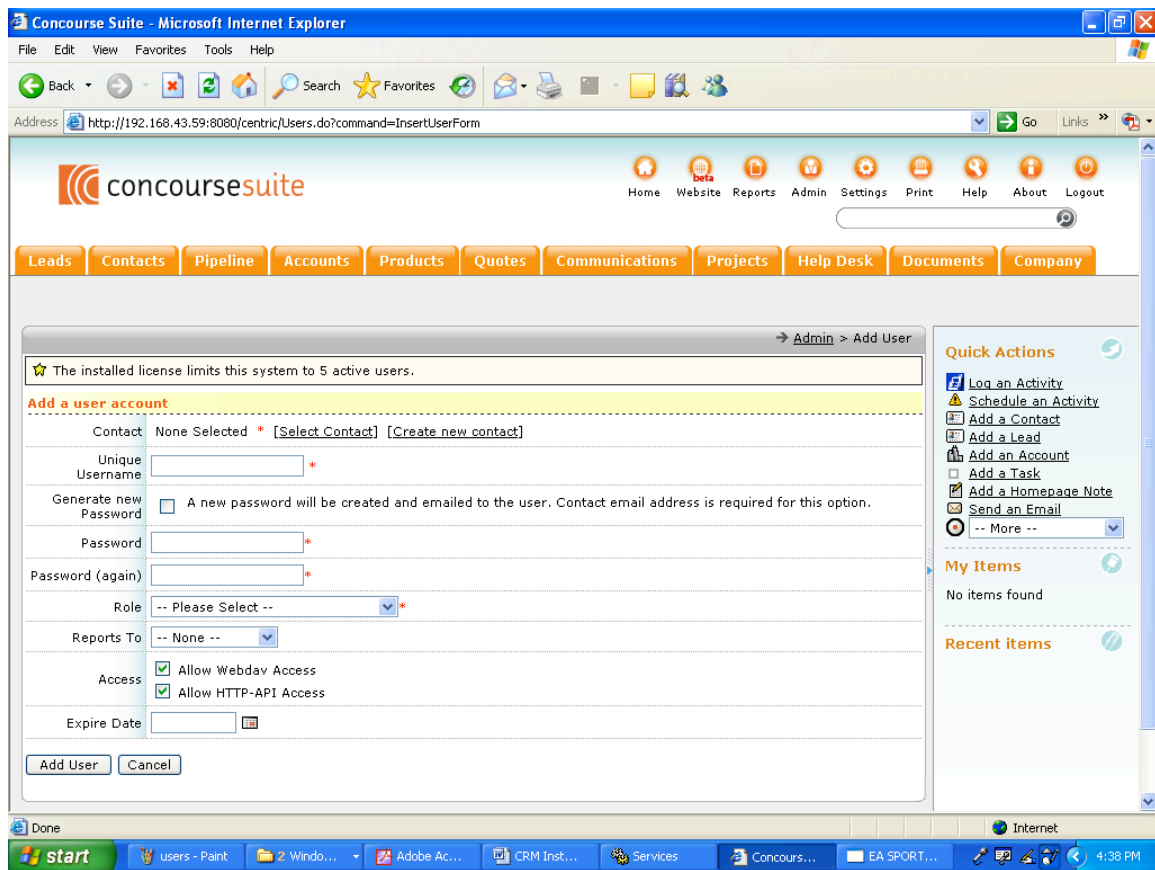 Concourse Suite - Microsoft Internet Explorer
File Edit View Favorites Tools Help
Back Search Favorites
Address http://192.168.43.59:8080/centric/Users.do?command=InsertUserForm Go Links »
concoursesuite
beta
Home Website Reports Admin Settings Print Help About Logout
Leads Contacts Pipeline Accounts Products Quotes Communications Projects Help Desk Documents Company
→ Admin > Add User
The installed license limits this system to 5 active users.
Add a user account
Contact None Selected * [Select Contact] [Create new contact]
Unique
Username *
Generate new
Password A new password will be created and emailed to the user. Contact email address is required for this option.
Password *
Password (again) *
Role -- Please Select -- *
Reports To -- None --
Access Allow Webdav Access
Allow HTTP-API Access
Expire Date
Add User Cancel
Quick Actions
Log an Activity
Schedule an Activity
Add a Contact
Add a Lead
Add an Account
Add a Task
Add a Homepage Note
Send an Email
-- More --
My Items
No items found
Recent items
Done Internet
start users - Paint 2 Windo... Adobe Ac... CRM Inst... Services Concours... EA SPORT... 4:38 PM